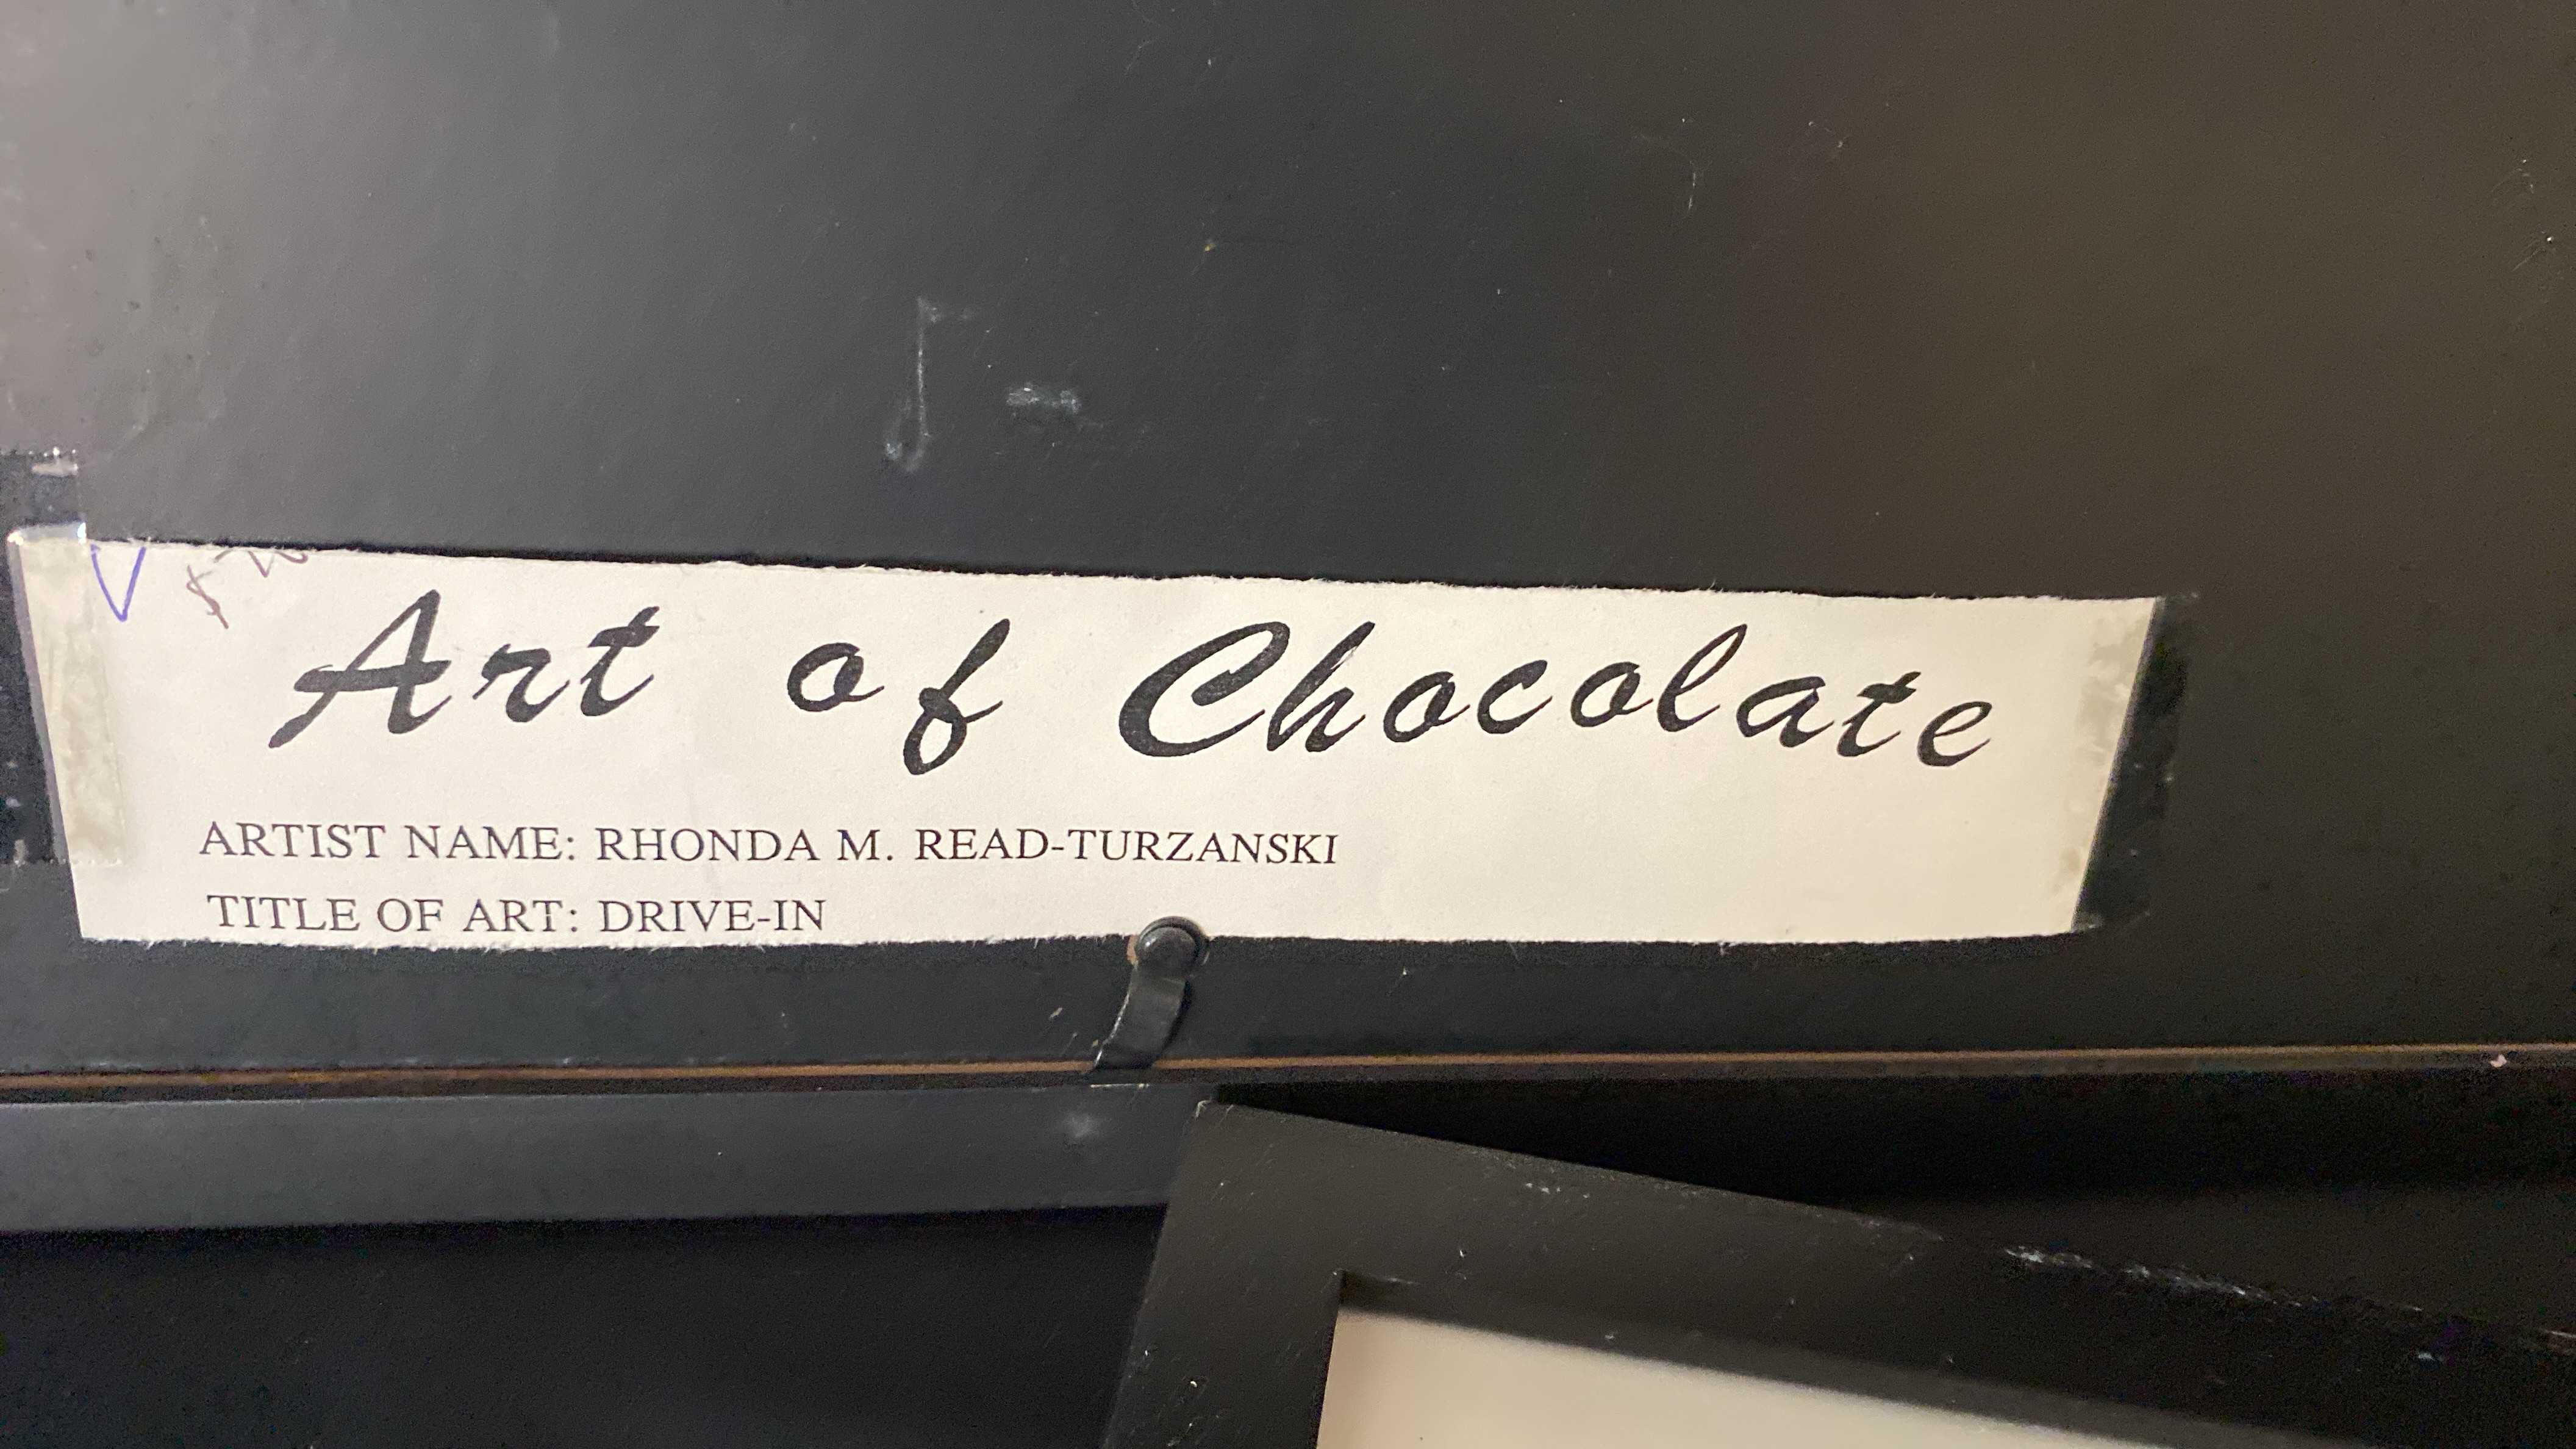 Art of Chocolate
ARTIST NAME: RHONDA M. READ-TURZANSKI
TITLE OF ART: DRIVE-IN